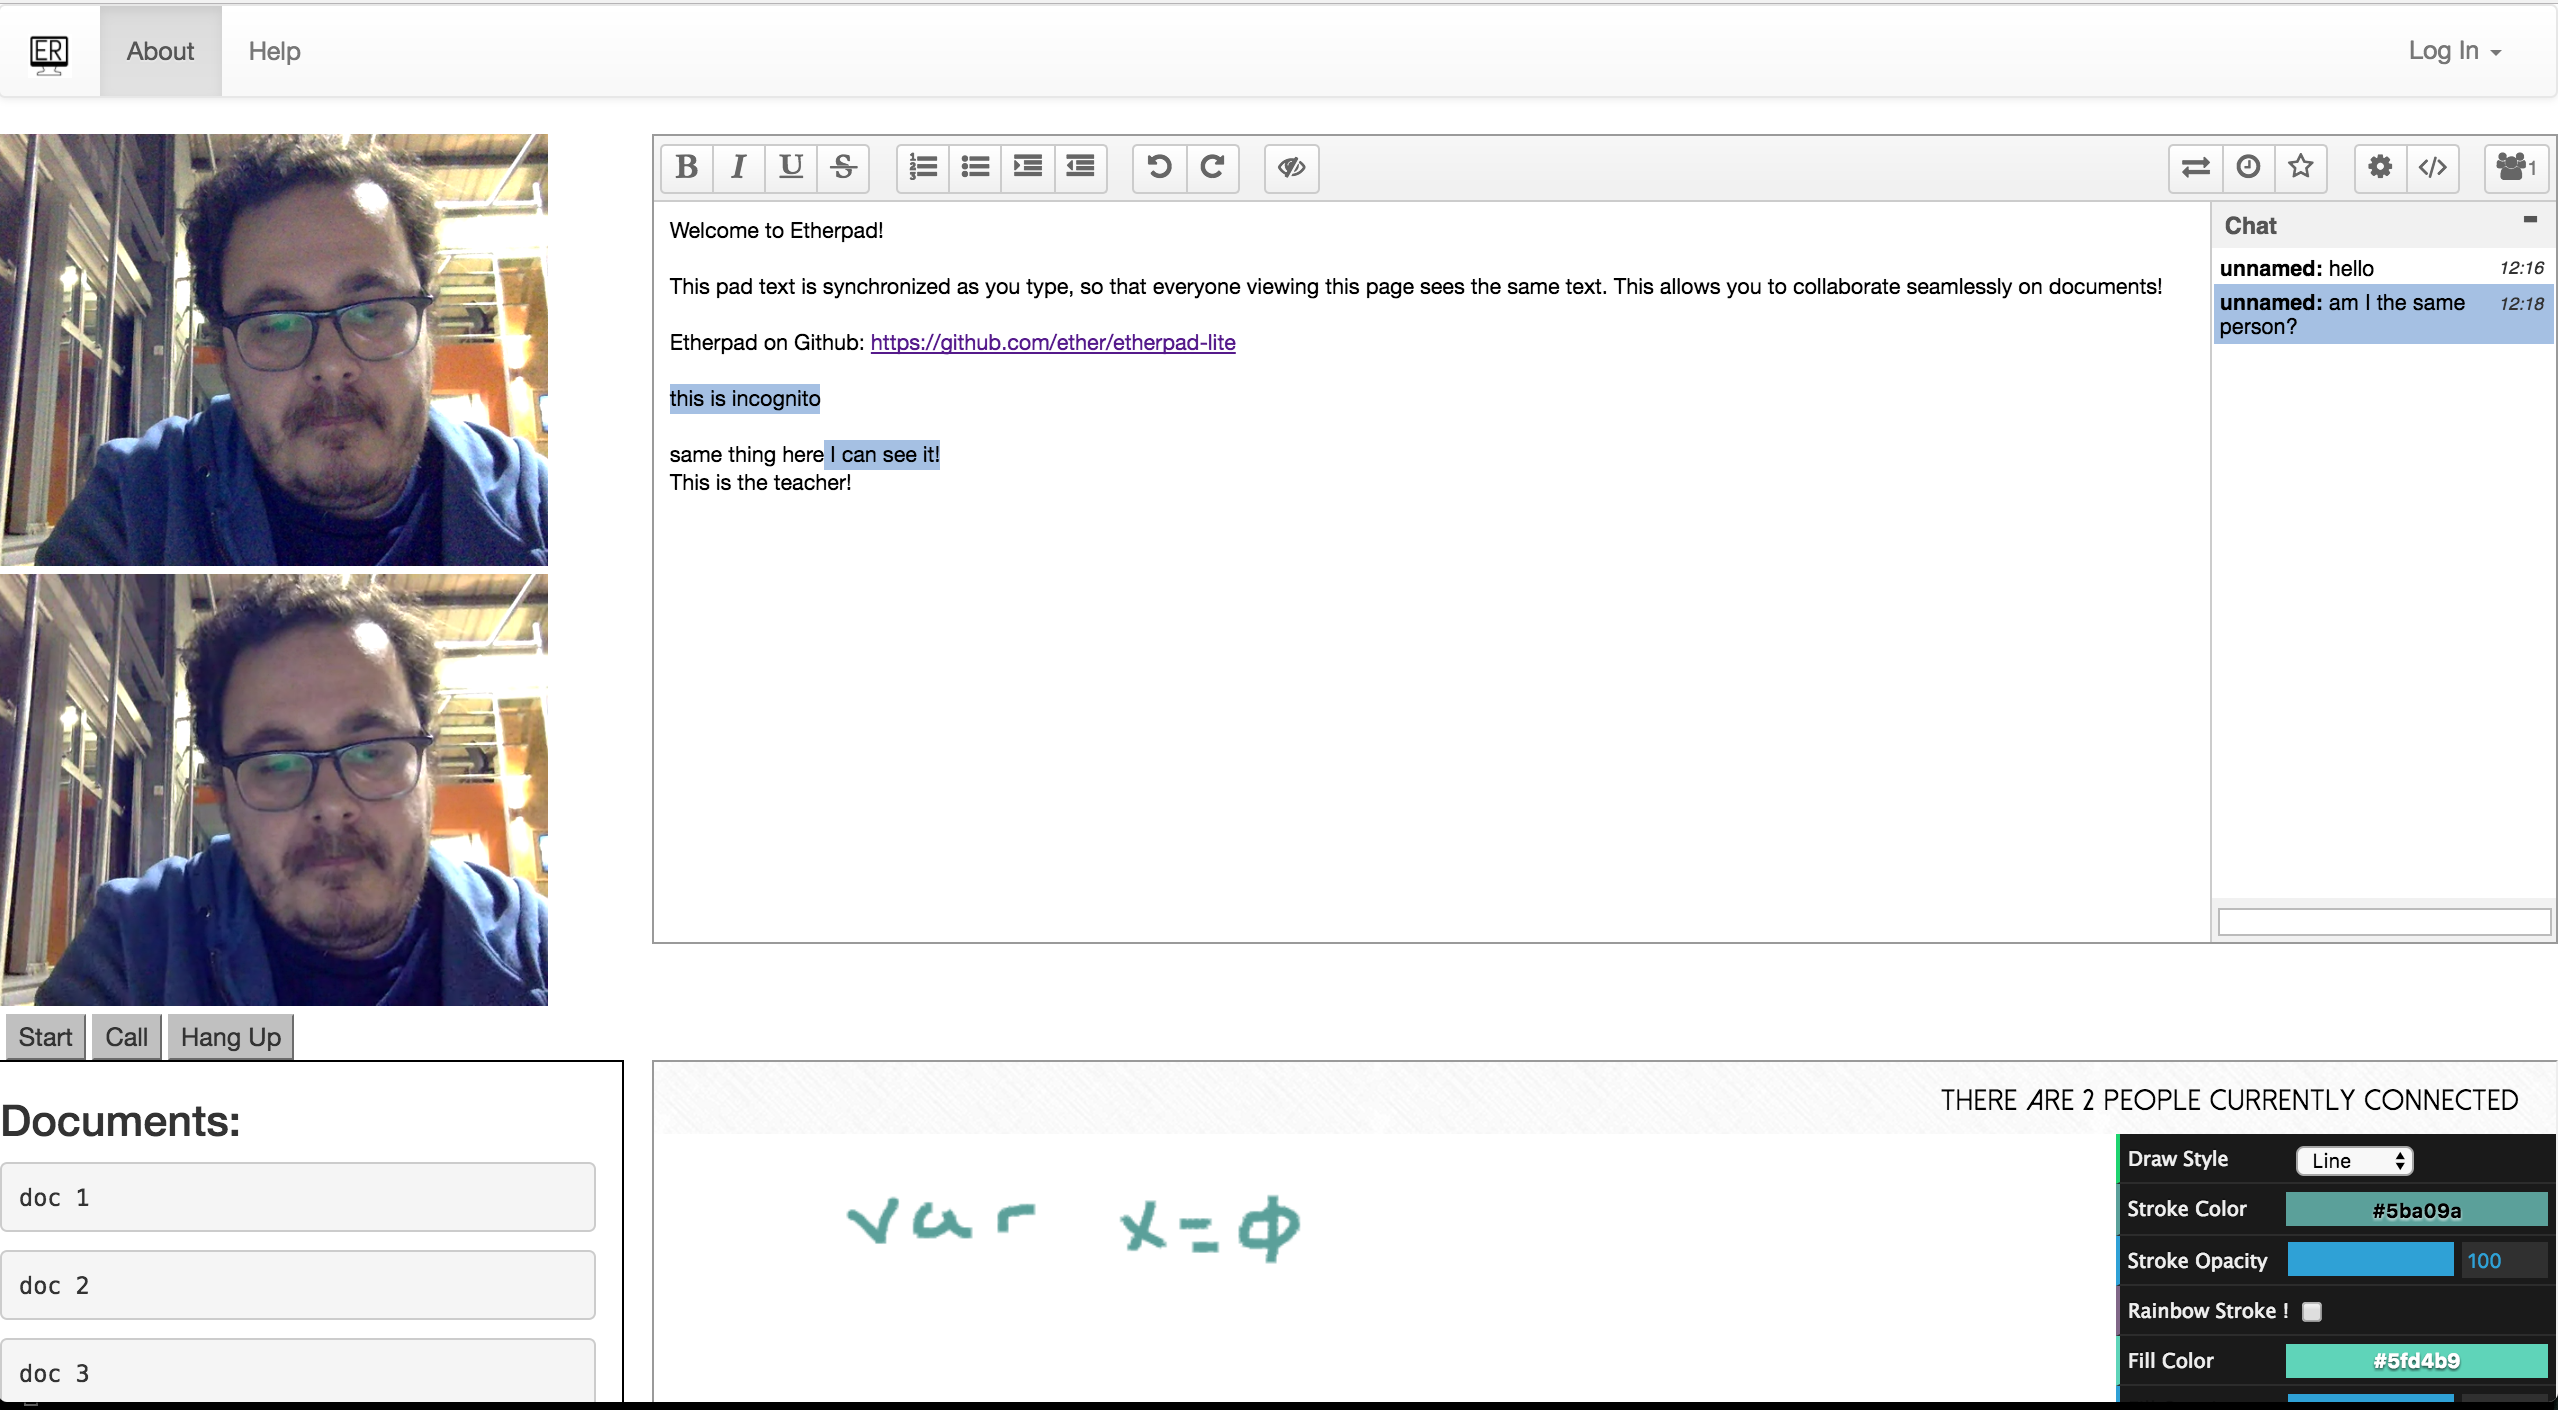 ER About Help Log In
1
Welcome to Etherpad!
This pad text is synchronized as you type, so that everyone viewing this page sees the same text. This allows you to collaborate seamlessly on documents!
Etherpad on Github: https://github.com/ether/etherpad-lite
this is incognito
same thing here I can see it!
This is the teacher!
Chat
unnamed: hello 12:16
unnamed: am I the same 12:18
person?
Start Call Hang Up
Documents:
doc 1
doc 2
doc 3
THERE ARE 2 PEOPLE CURRENTLY CONNECTED
var x=φ
Draw Style Line
Stroke Color #5ba09a
Stroke Opacity 100
Rainbow Stroke !
Fill Color #5fd4b9